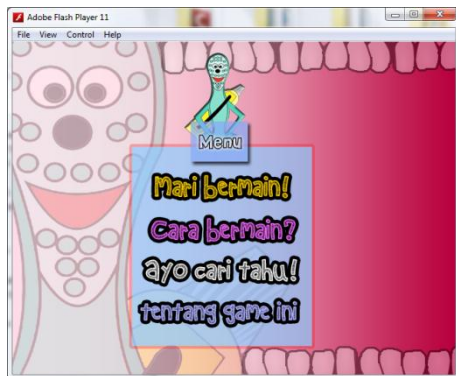 Adobe Flash Player 11
File View Control Help
Menu
Mari bermain!
Cara bermain?
ayo cari tahu!
tentang game ini